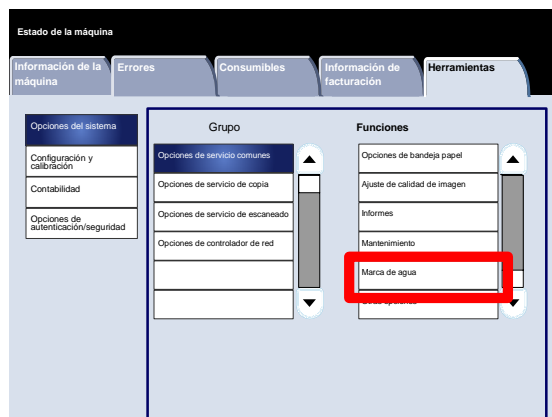 Estado de la máquina
Información de la
máquina
Errores
Consumibles
Información de
facturación
Herramientas
Opciones del sistema
Configuración y
calibración
Contabilidad
Opciones de
autenticación/seguridad
Grupo
Opciones de servicio comunes
Opciones de servicio de copia
Opciones de servicio de escaneado
Opciones de controlador de red
Funciones
Opciones de bandeja papel
Ajuste de calidad de imagen
Informes
Mantenimiento
Marca de agua
Otras opciones